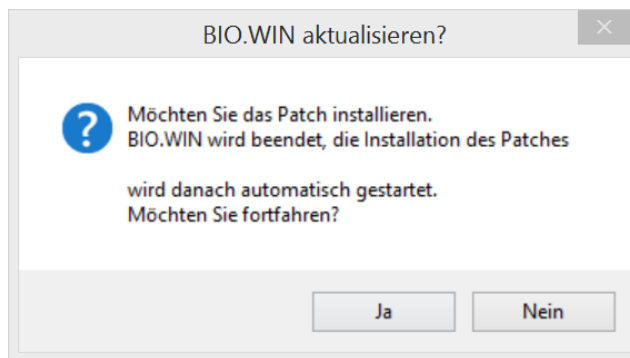 BIO.WIN aktualisieren?
Möchten Sie das Patch installieren.
BIO.WIN wird beendet, die Installation des Patches
wird danach automatisch gestartet.
Möchten Sie fortfahren?
Ja
Nein